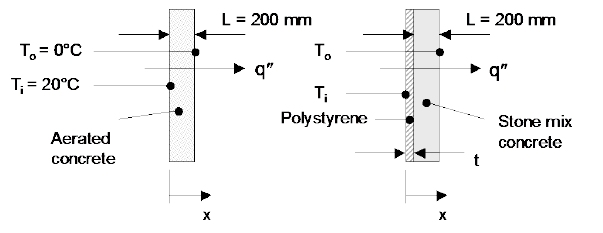 L = 200 mm
T₀ = 0°C
q″
Tᵢ = 20°C
Aerated
concrete
x
L = 200 mm
T₀
q″
Tᵢ
Polystyrene
Stone mix
concrete
t
x